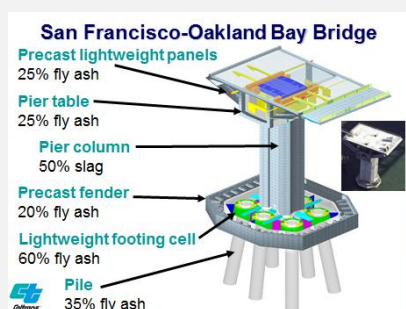 San Francisco-Oakland Bay Bridge
Precast lightweight panels
25% fly ash
Pier table
25% fly ash
Pier column
50% slag
Precast fender
20% fly ash
Lightweight footing cell
60% fly ash
Pile
35% fly ash
Caltrans